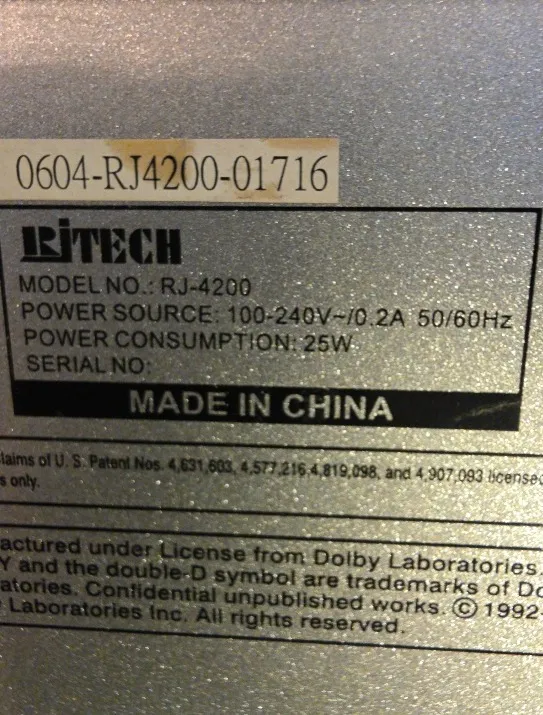 0604-RJ4200-01716
RiTECH
MODEL NO.: RJ-4200
POWER SOURCE: 100-240V~/0.2A 50/60Hz
POWER CONSUMPTION: 25W
SERIAL NO:
MADE IN CHINA
laims of U. S. Patent Nos. 4,631,603, 4,577,216,4,819,098, and 4,907,093 license
s only.
actured under License from Dolby Laboratories.
Y and the double-D symbol are trademarks of Do
atories. Confidential unpublished works. © 1992-
Laboratories Inc. All rights reserved.